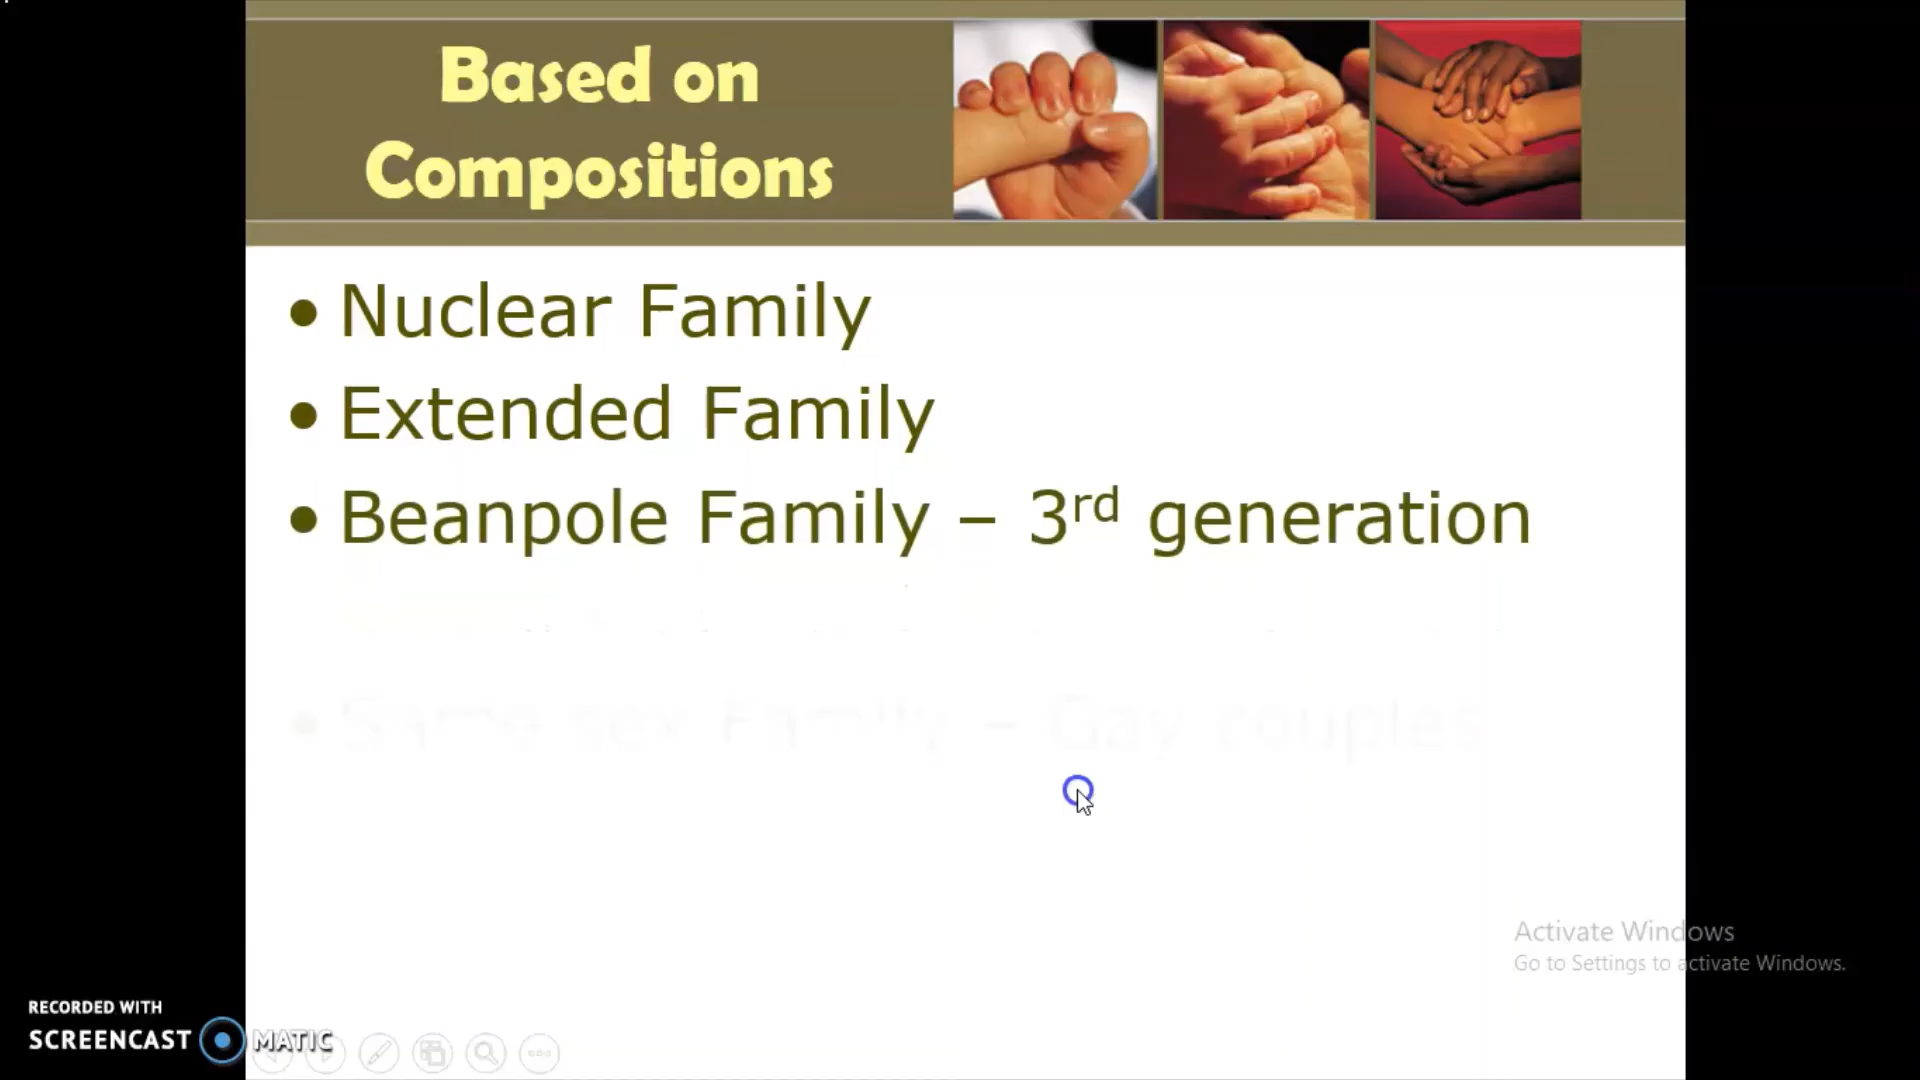 Based on
Compositions
• Nuclear Family
• Extended Family
• Beanpole Family – 3rd generation
• Same sex Family – Gay couples
Activate Windows
Go to Settings to activate Windows.
RECORDED WITH
SCREENCAST MATIC